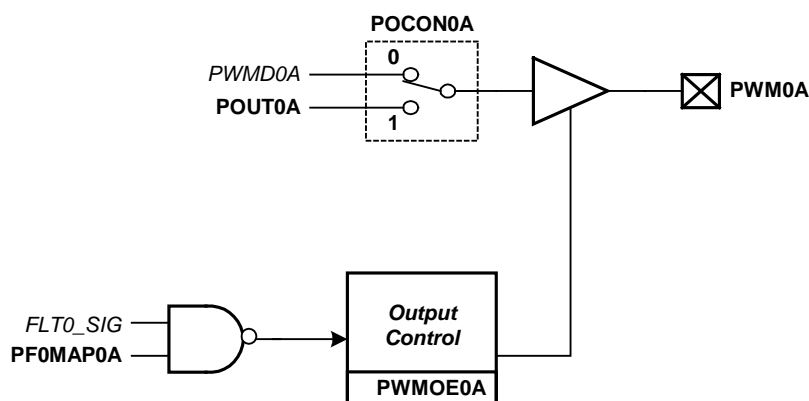 POCON0A
0
PWMD0A
POUT0A
1
PWM0A
FLT0_SIG
PF0MAP0A
Output
Control
PWMOE0A